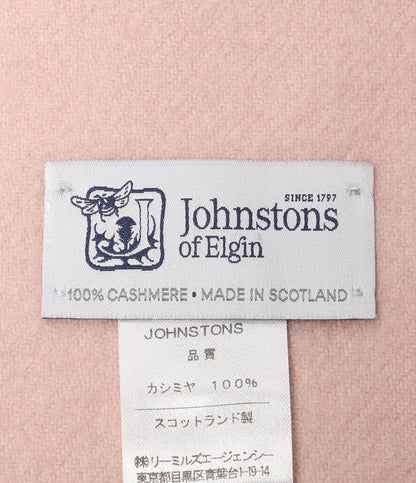 SINCE 1797
Johnstons
of Elgin
100% CASHMERE • MADE IN SCOTLAND
JOHNSTONS
品質
カシミヤ 100%
スコットランド製
㈱リーミルズエージェンシー
東京都目黒区青葉台1-19-14